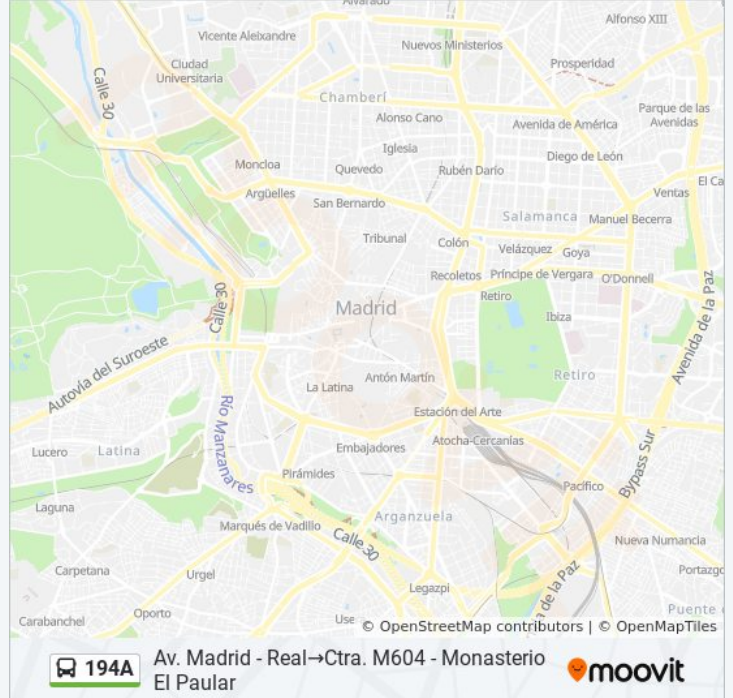 Alvarado
Alfonso XIII
Vicente Aleixandre
Nuevos Ministerios
Ciudad
Universitaria
Prosperidad
Calle 30
Chamberí
Parque de las
Avenidas
Alonso Cano
Avenida de América
Iglesia
Diego de León
Moncloa
Quevedo
Rubén Darío
El Ca
Argüelles
Ventas
San Bernardo
Salamanca
Manuel Becerra
Tribunal
Colón
Velázquez
Goya
Recoletos
Príncipe de Vergara
O'Donnell
Calle 30
Retiro
Madrid
Ibiza
Avenida de la Paz
Autovía del Suroeste
La Latina
Antón Martín
Retiro
Estación del Arte
Río Manzanares
Embajadores
Atocha-Cercanías
Lucero
Latina
Bypass Sur
Pirámides
Pacífico
Laguna
Arganzuela
Marqués de Vadillo
Calle 30
Nueva Numancia
Carpetana
Urgel
Portazgo
a de la Paz
Legazpi
Puente
Oporto
Carabanchel
Use
© OpenStreetMap contributors | © OpenMapTiles
194A
Av. Madrid - Real→Ctra. M604 - Monasterio
El Paular
moovit